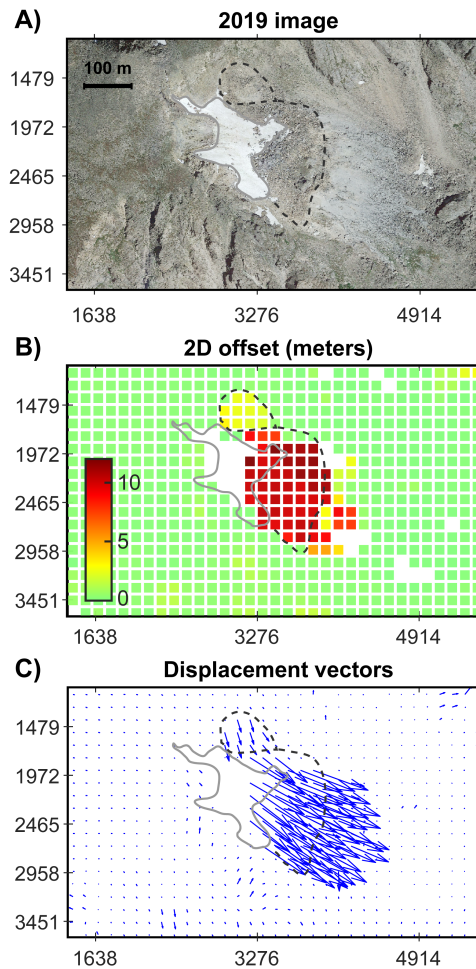 A)
2019 image
100 m
1479
1972
2465
2958
3451
1638 3276 4914
B)
2D offset (meters)
1479
1972
2465
2958
3451
10
5
0
1638 3276 4914
C)
Displacement vectors
1479
1972
2465
2958
3451
1638 3276 4914